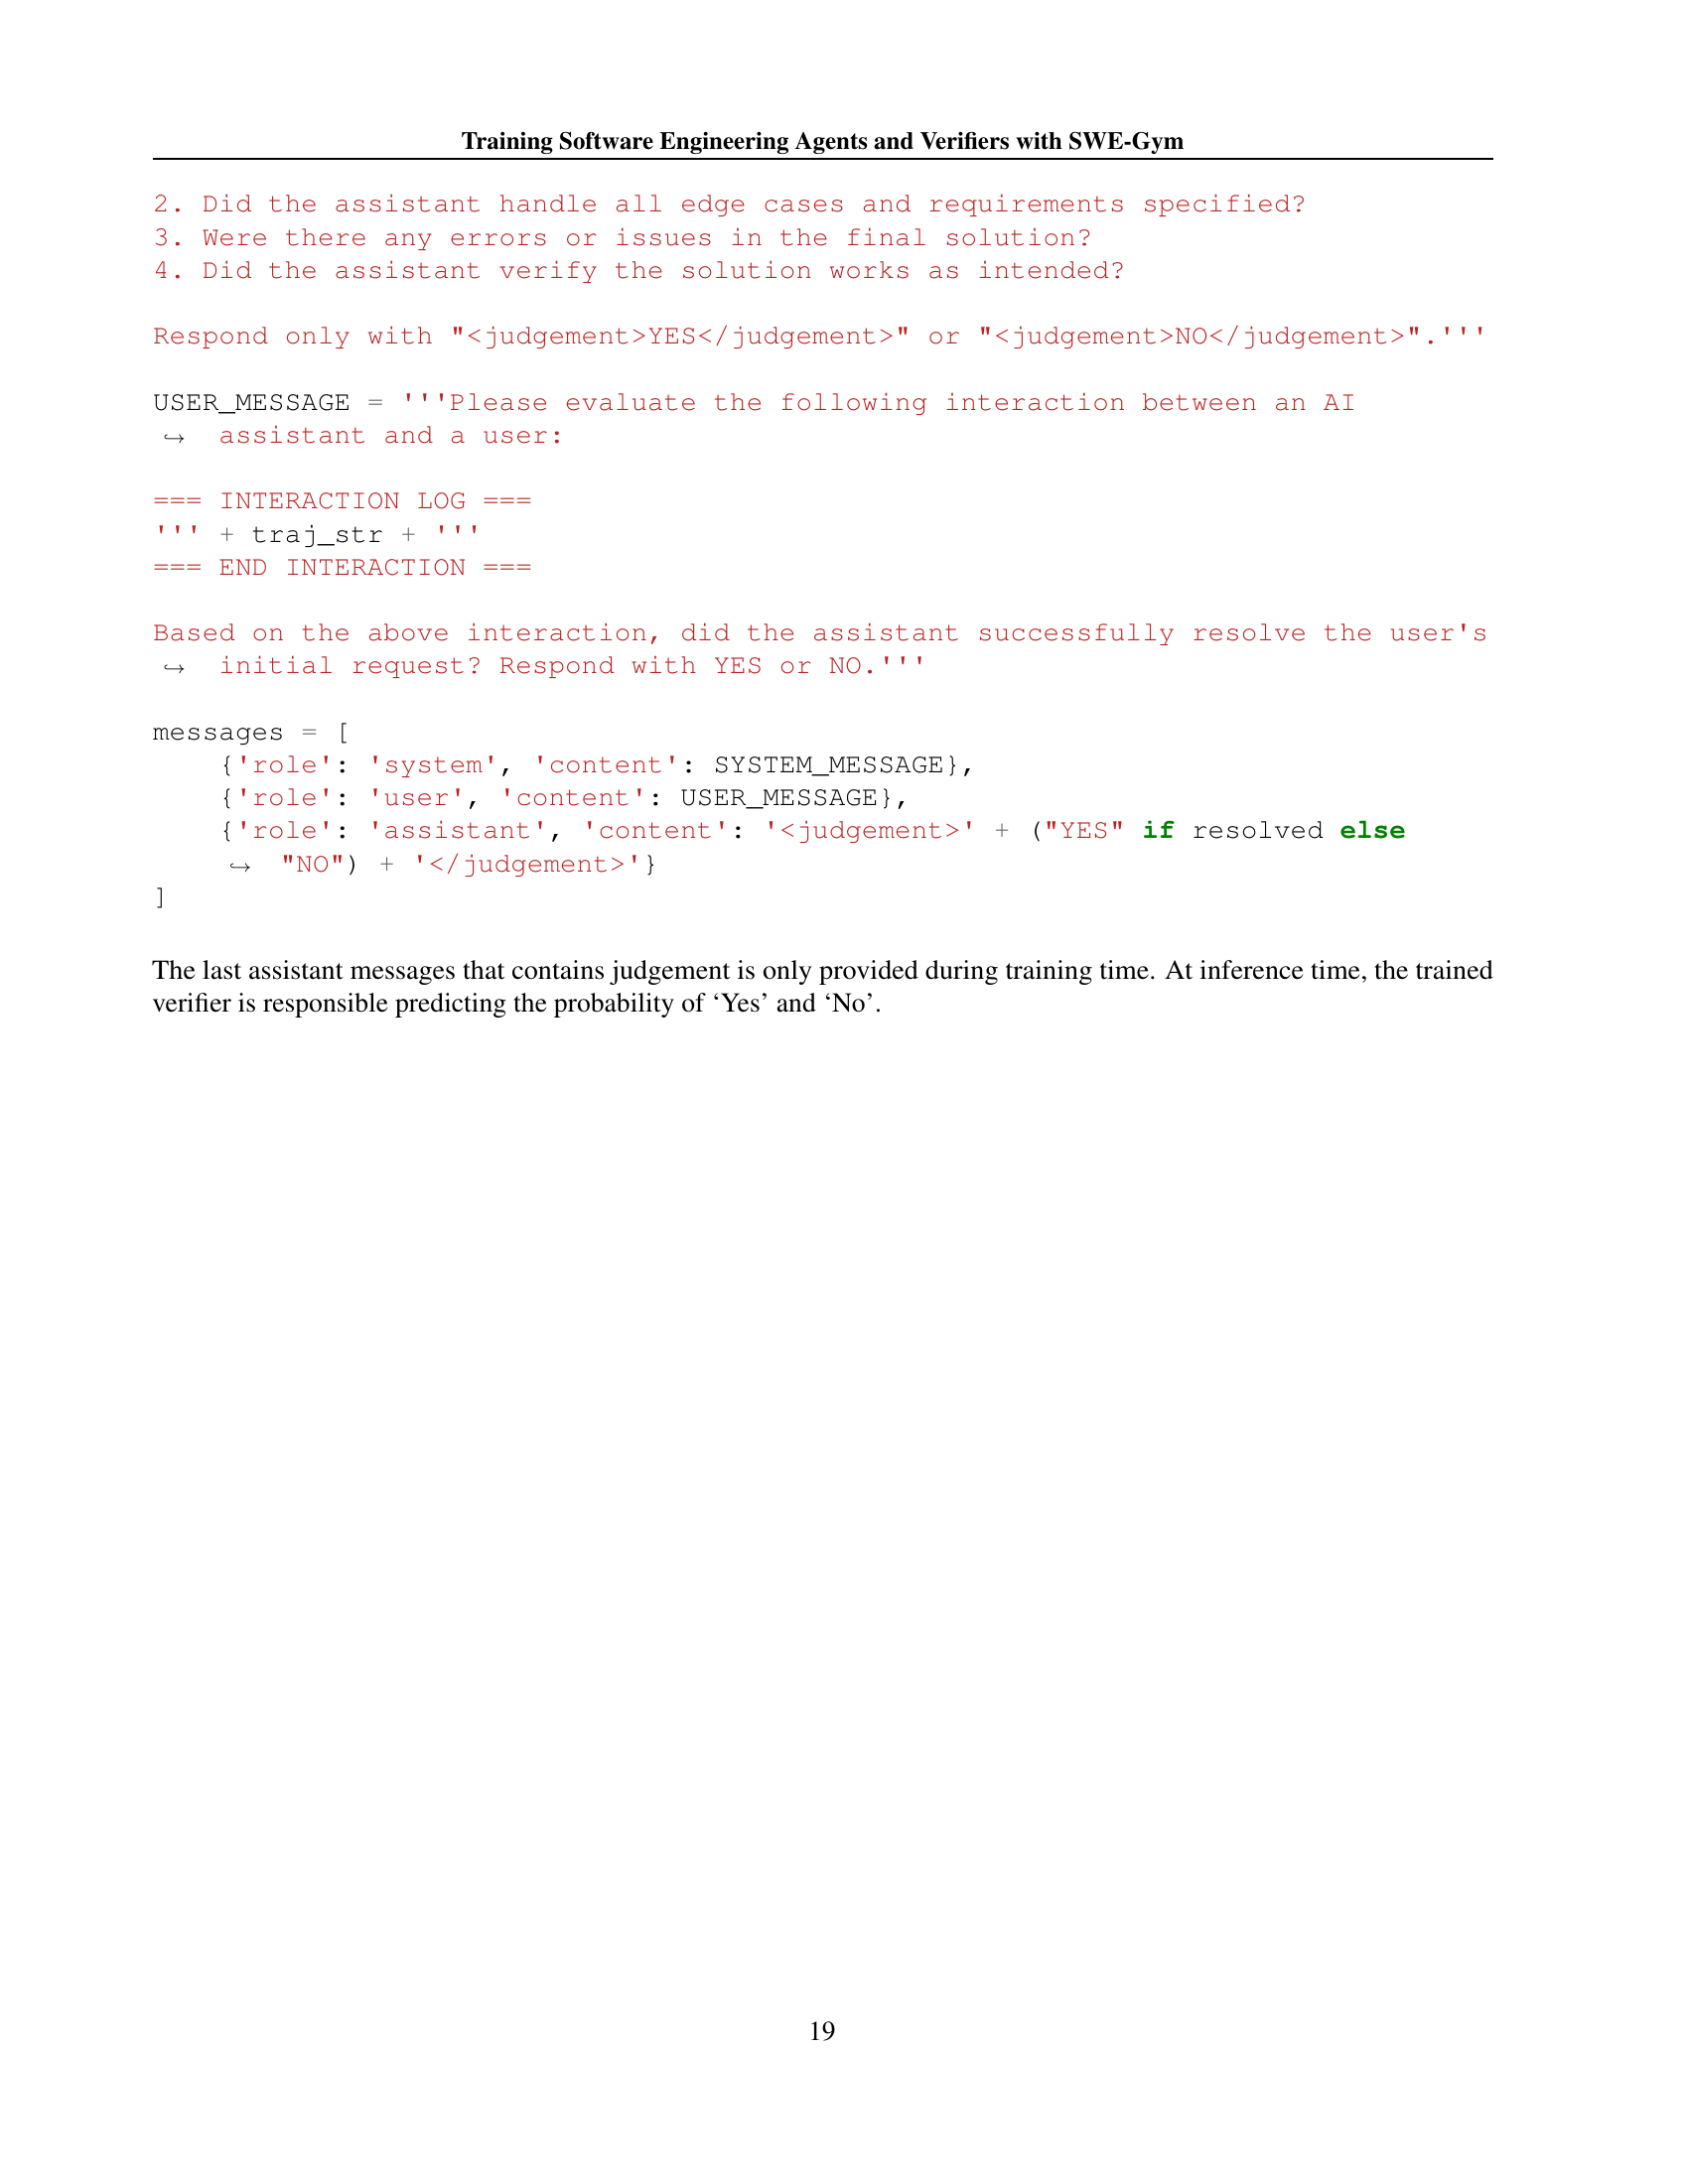 Training Software Engineering Agents and Verifiers with SWE-Gym
2. Did the assistant handle all edge cases and requirements specified?
3. Were there any errors or issues in the final solution?
4. Did the assistant verify the solution works as intended?
Respond only with "<judgement>YES</judgement>" or "<judgement>NO</judgement>".'''
USER_MESSAGE = '''Please evaluate the following interaction between an AI
↪ assistant and a user:
=== INTERACTION LOG ===
''' + traj_str + '''
=== END INTERACTION ===
Based on the above interaction, did the assistant successfully resolve the user's
↪ initial request? Respond with YES or NO.'''
messages = [
    {'role': 'system', 'content': SYSTEM_MESSAGE},
    {'role': 'user', 'content': USER_MESSAGE},
    {'role': 'assistant', 'content': '<judgement>' + ("YES" if resolved else
    ↪ "NO") + '</judgement>'}
]
The last assistant messages that contains judgement is only provided during training time. At inference time, the trained
verifier is responsible predicting the probability of ‘Yes’ and ‘No’.
19